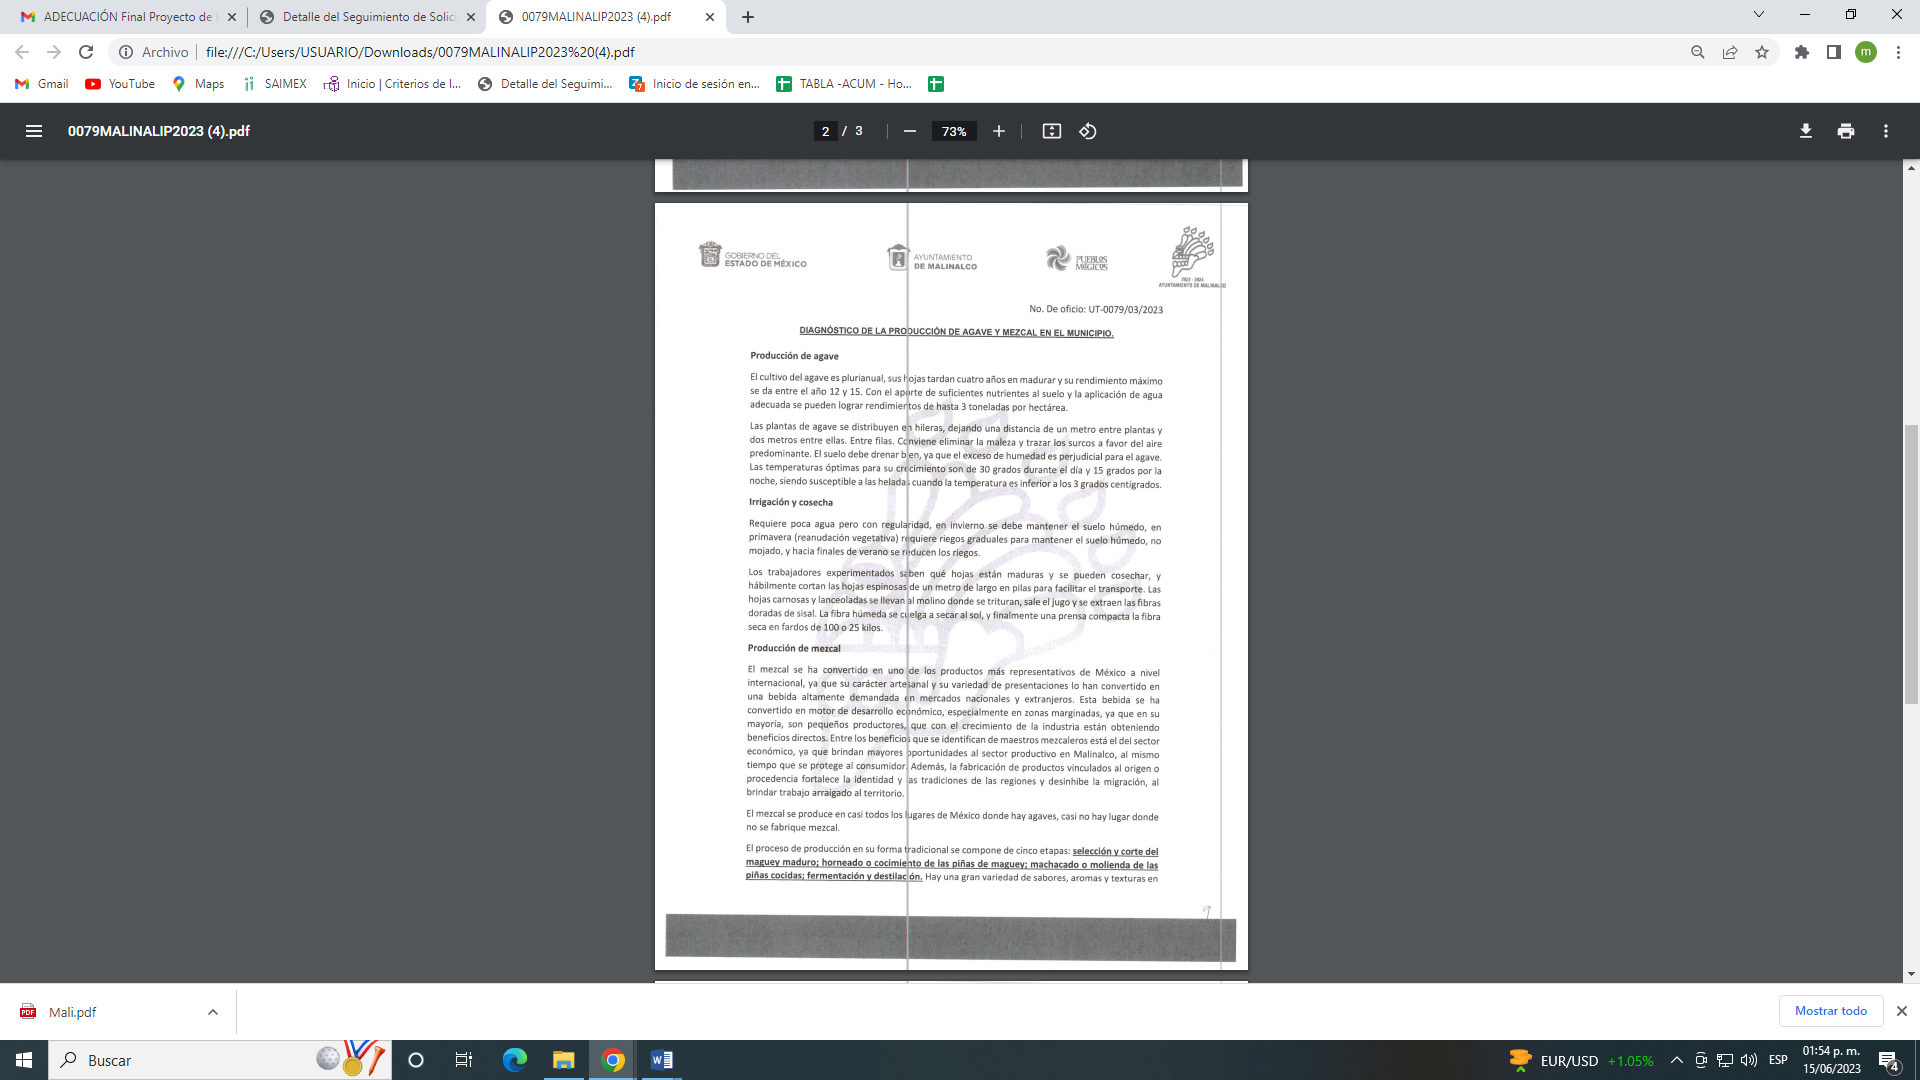 ADECUACIÓN Final Proyecto de
Detalle del Seguimiento de Solici
0079MALINALIP2023 (4).pdf
Archivo
file:///C:/Users/USUARIO/Downloads/0079MALINALIP2023%20(4).pdf
m
Gmail
YouTube
Maps
SAIMEX
Inicio | Criterios de I...
Detalle del Seguimi...
Inicio de sesión en...
TABLA -ACUM - Ho...
0079MALINALIP2023 (4).pdf
2 / 3
73%
GOBIERNO DEL
ESTADO DE MÉXICO
AYUNTAMIENTO
DE MALINALCO
PUEBLOS
MÁGICOS
2022 - 2024
AYUNTAMIENTO DE MALINALCO
No. De oficio: UT-0079/03/2023
DIAGNÓSTICO DE LA PRODUCCIÓN DE AGAVE Y MEZCAL EN EL MUNICIPIO.
Producción de agave
El cultivo del agave es plurianual, sus hojas tardan cuatro años en madurar y su rendimiento máximo
se da entre el año 12 y 15. Con el aporte de suficientes nutrientes al suelo y la aplicación de agua
adecuada se pueden lograr rendimientos de hasta 3 toneladas por hectárea.
Las plantas de agave se distribuyen en hileras, dejando una distancia de un metro entre plantas y
dos metros entre ellas. Entre filas. Conviene eliminar la maleza y trazar los surcos a favor del aire
predominante. El suelo debe drenar bien, ya que el exceso de humedad es perjudicial para el agave.
Las temperaturas óptimas para su crecimiento son de 30 grados durante el día y 15 grados por la
noche, siendo susceptible a las heladas cuando la temperatura es inferior a los 3 grados centígrados.
Irrigación y cosecha
Requiere poca agua pero con regularidad, en invierno se debe mantener el suelo húmedo, en
primavera (reanudación vegetativa) requiere riegos graduales para mantener el suelo húmedo, no
mojado, y hacia finales de verano se reducen los riegos.
Los trabajadores experimentados saben qué hojas están maduras y se pueden cosechar, y
hábilmente cortan las hojas espinosas de un metro de largo en pilas para facilitar el transporte. Las
hojas carnosas y lanceoladas se llevan al molino donde se trituran, sale el jugo y se extraen las fibras
doradas de sisal. La fibra húmeda se cuelga a secar al sol, y finalmente una prensa compacta la fibra
seca en fardos de 100 o 25 kilos.
Producción de mezcal
El mezcal se ha convertido en uno de los productos más representativos de México a nivel
internacional, ya que su carácter artesanal y su variedad de presentaciones lo han convertido en
una bebida altamente demandada en mercados nacionales y extranjeros. Esta bebida se ha
convertido en motor de desarrollo económico, especialmente en zonas marginadas, ya que en su
mayoría, son pequeños productores, que con el crecimiento de la industria están obteniendo
beneficios directos. Entre los beneficios que se identifican de maestros mezcaleros está el del sector
económico, ya que brindan mayores oportunidades al sector productivo en Malinalco, al mismo
tiempo que se protege al consumidor. Además, la fabricación de productos vinculados al origen o
procedencia fortalece la identidad y las tradiciones de las regiones y desinhibe la migración, al
brindar trabajo arraigado al territorio.
El mezcal se produce en casi todos los lugares de México donde hay agaves, casi no hay lugar donde
no se fabrique mezcal.
El proceso de producción en su forma tradicional se compone de cinco etapas: selección y corte del
maguey maduro; horneado o cocimiento de las piñas de maguey; machacado o molienda de las
piñas cocidas; fermentación y destilación. Hay una gran variedad de sabores, aromas y texturas en
Mali.pdf
Mostrar todo
Buscar
EUR/USD +1.05%
ESP
01:54 p. m.
15/06/2023
4